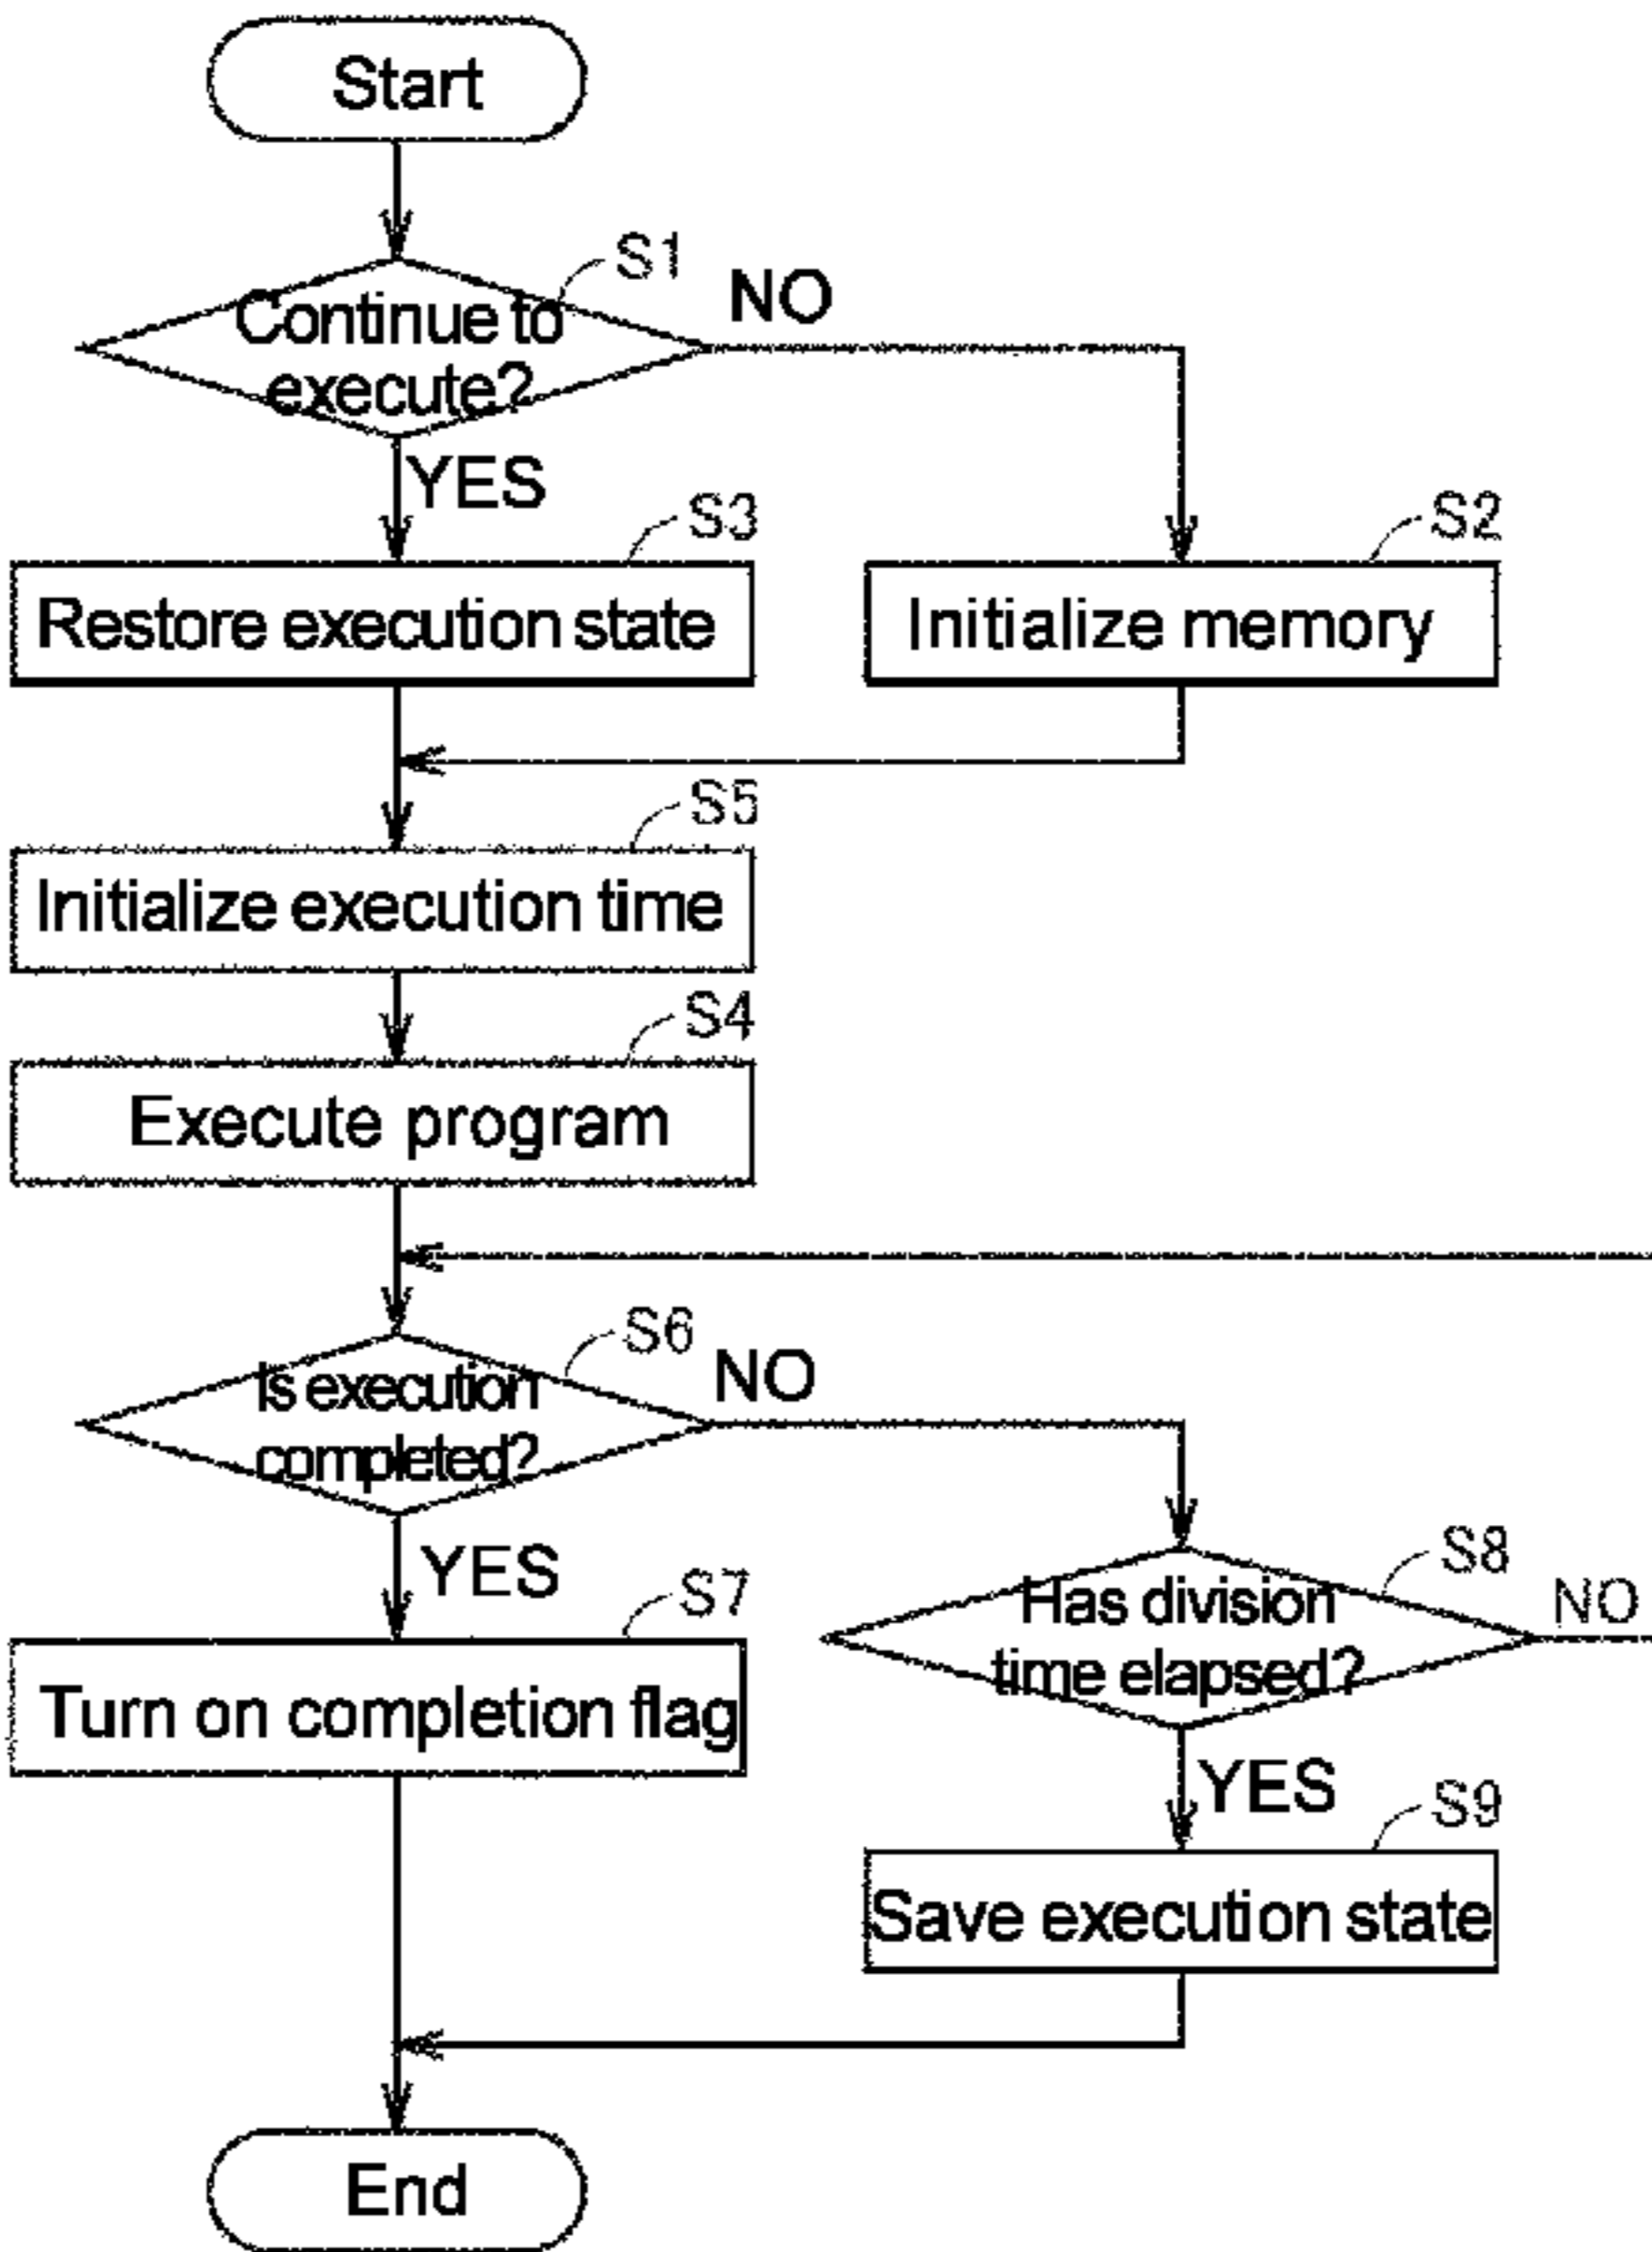 Start
S1
Continue to
execute?
NO
YES
S3
S2
Restore execution state
Initialize memory
S5
Initialize execution time
S4
Execute program
S6
Is execution
completed?
NO
YES
S7
S8
Has division
time elapsed?
NO
Turn on completion flag
YES
S9
Save execution state
End